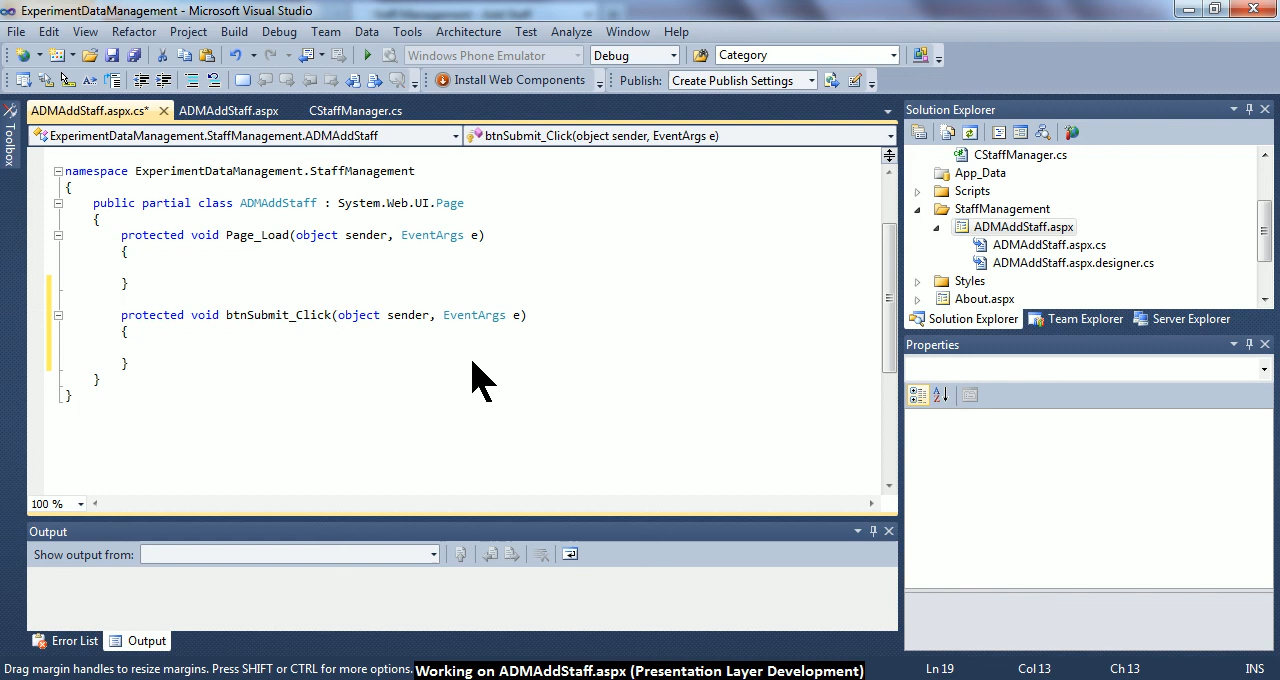 ExperimentDataManagement - Microsoft Visual Studio
File Edit View Refactor Project Build Debug Team Data Tools Architecture Test Analyze Window Help
Windows Phone Emulator Debug Category
Install Web Components Publish: Create Publish Settings
Toolbox
ADMAddStaff.aspx.cs* ADMAddStaff.aspx CStaffManager.cs
ExperimentDataManagement.StaffManagement.ADMAddStaff btnSubmit_Click(object sender, EventArgs e)
namespace ExperimentDataManagement.StaffManagement
{
public partial class ADMAddStaff : System.Web.UI.Page
{
protected void Page_Load(object sender, EventArgs e)
{
}
protected void btnSubmit_Click(object sender, EventArgs e)
{
}
}
}
100 %
Output
Show output from:
Error List Output
Solution Explorer
CStaffManager.cs
App_Data
Scripts
StaffManagement
ADMAddStaff.aspx
ADMAddStaff.aspx.cs
ADMAddStaff.aspx.designer.cs
Styles
About.aspx
Solution Explorer Team Explorer Server Explorer
Properties
Drag margin handles to resize margins. Press SHIFT or CTRL for more options.
Working on ADMAddStaff.aspx (Presentation Layer Development)
Ln 19 Col 13 Ch 13 INS